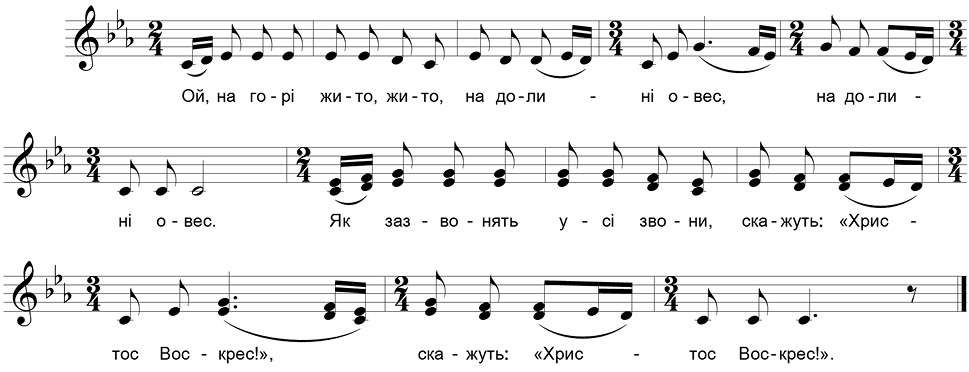 Ой, на го - рі жи - то, жи - то, на до - ли - ні о - вес, на до - ли -
ні о - вес. Як заз - во - нять у - сі зво - ни, ска - жуть: «Хрис -
тос Вос - крес!», ска - жуть: «Хрис - тос Вос - крес!».